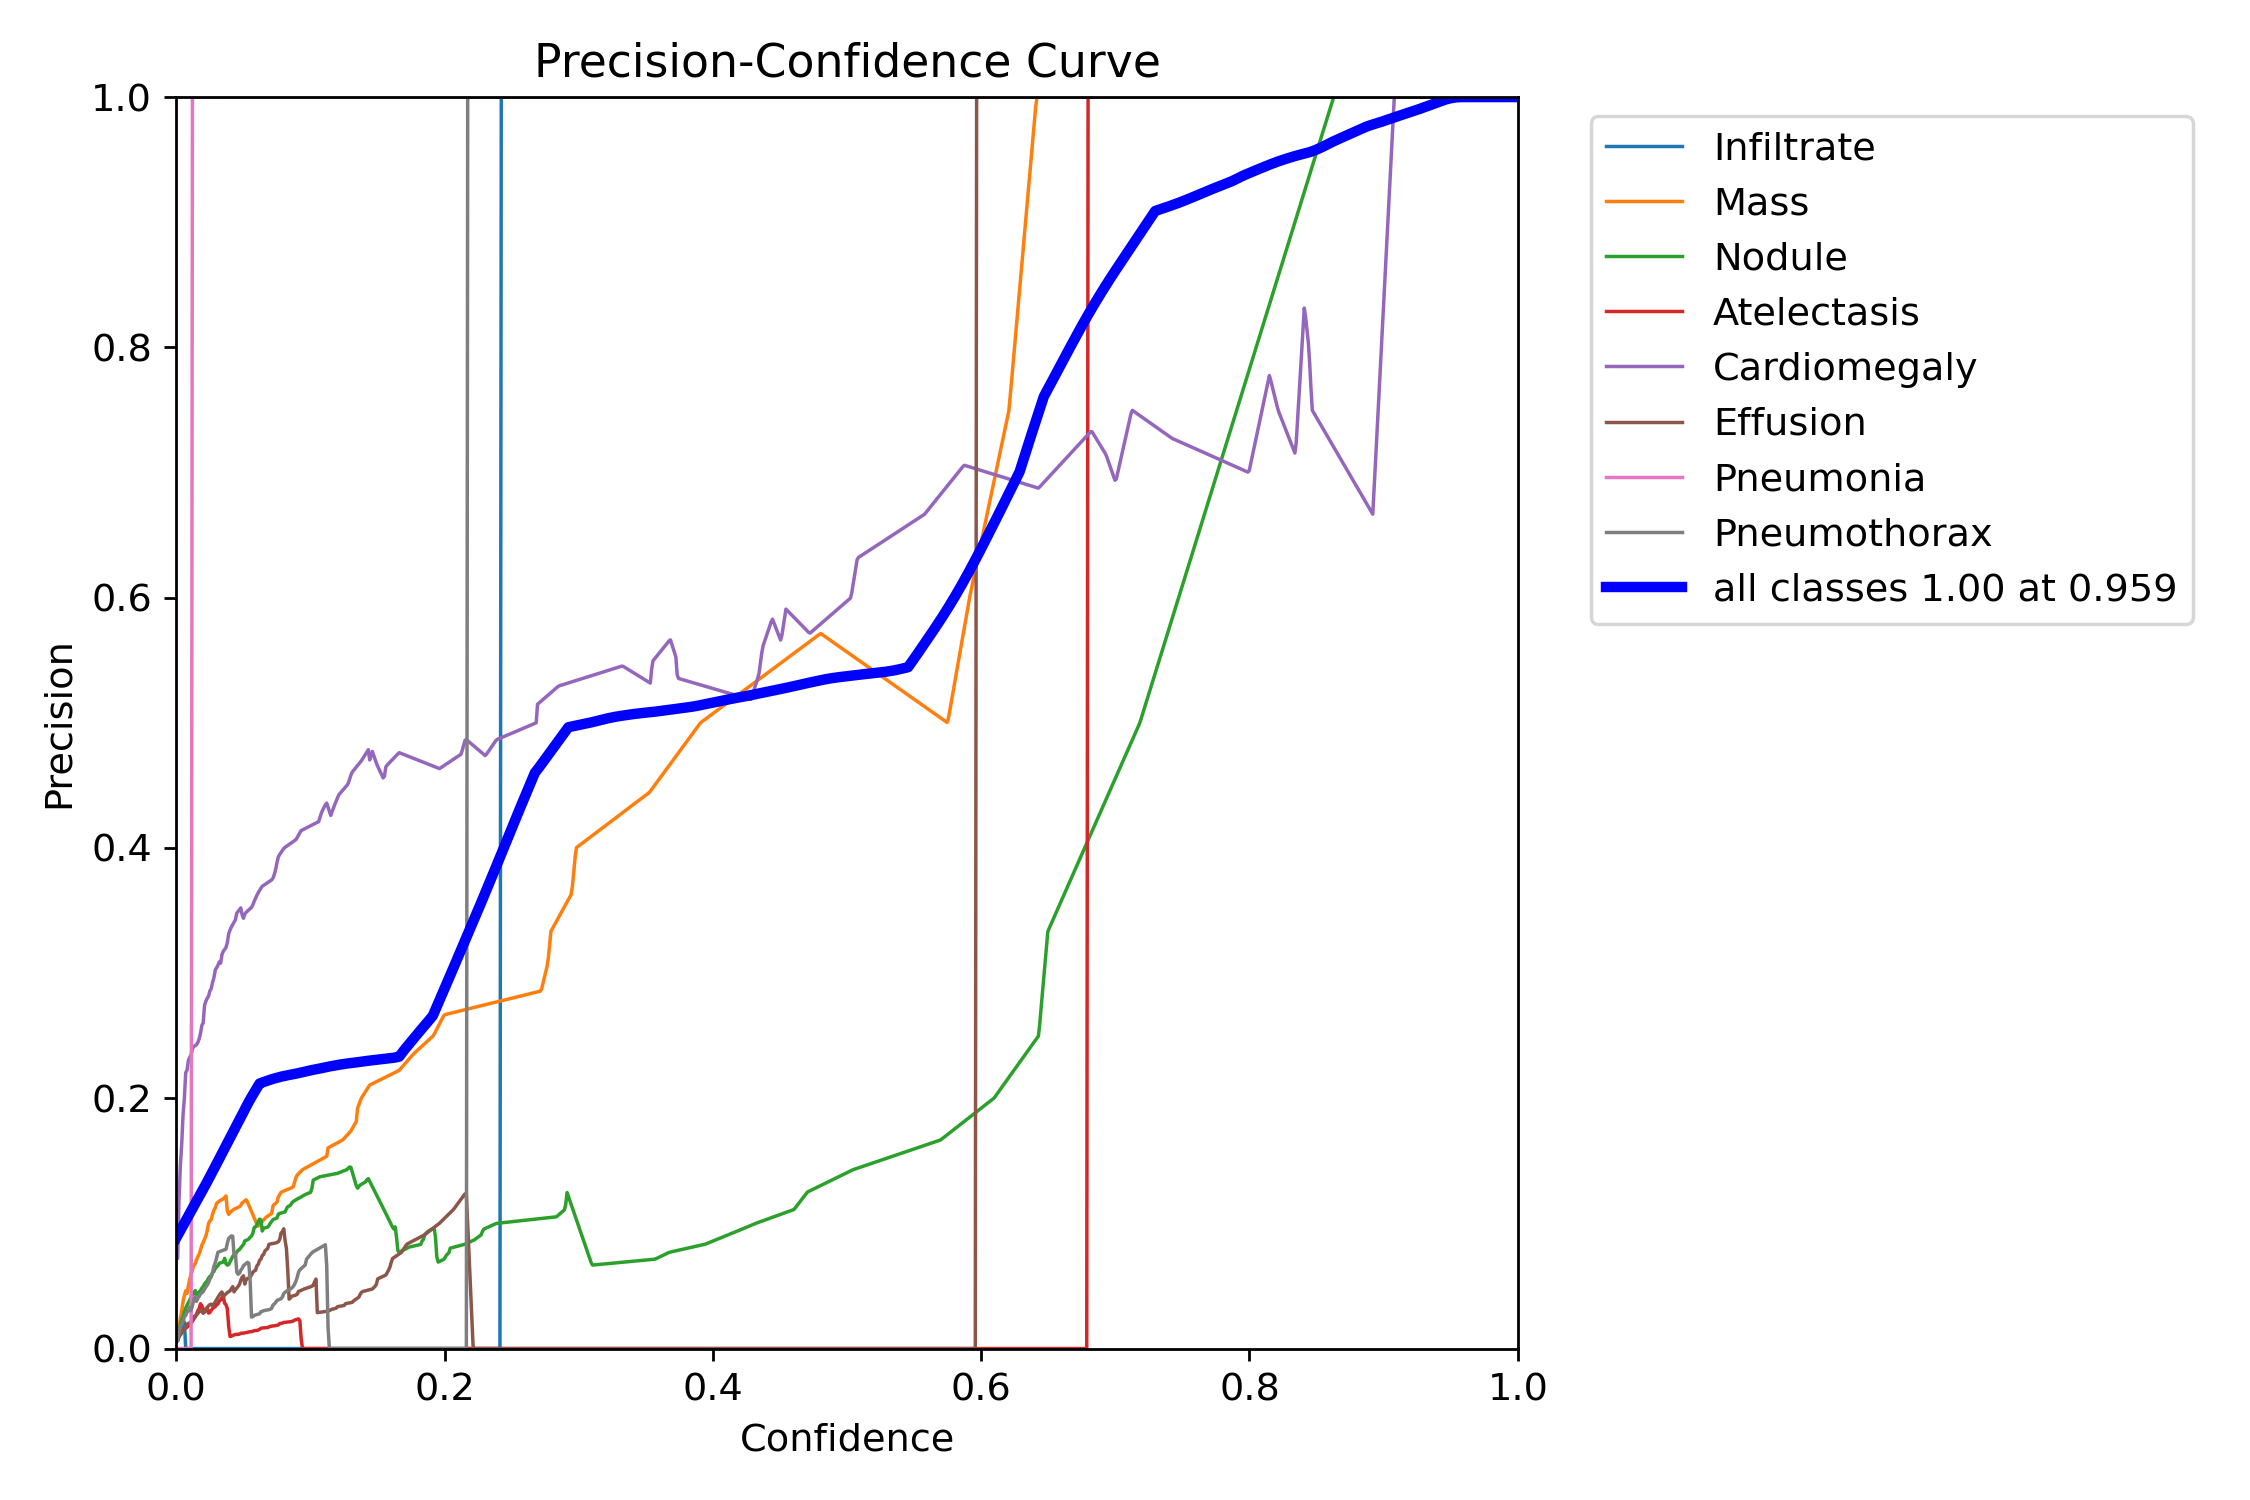 Precision-Confidence Curve
1.0
0.8
0.6
0.4
0.2
0.0
Precision
0.0 0.2 0.4 0.6 0.8 1.0
Confidence
Infiltrate
Mass
Nodule
Atelectasis
Cardiomegaly
Effusion
Pneumonia
Pneumothorax
all classes 1.00 at 0.959